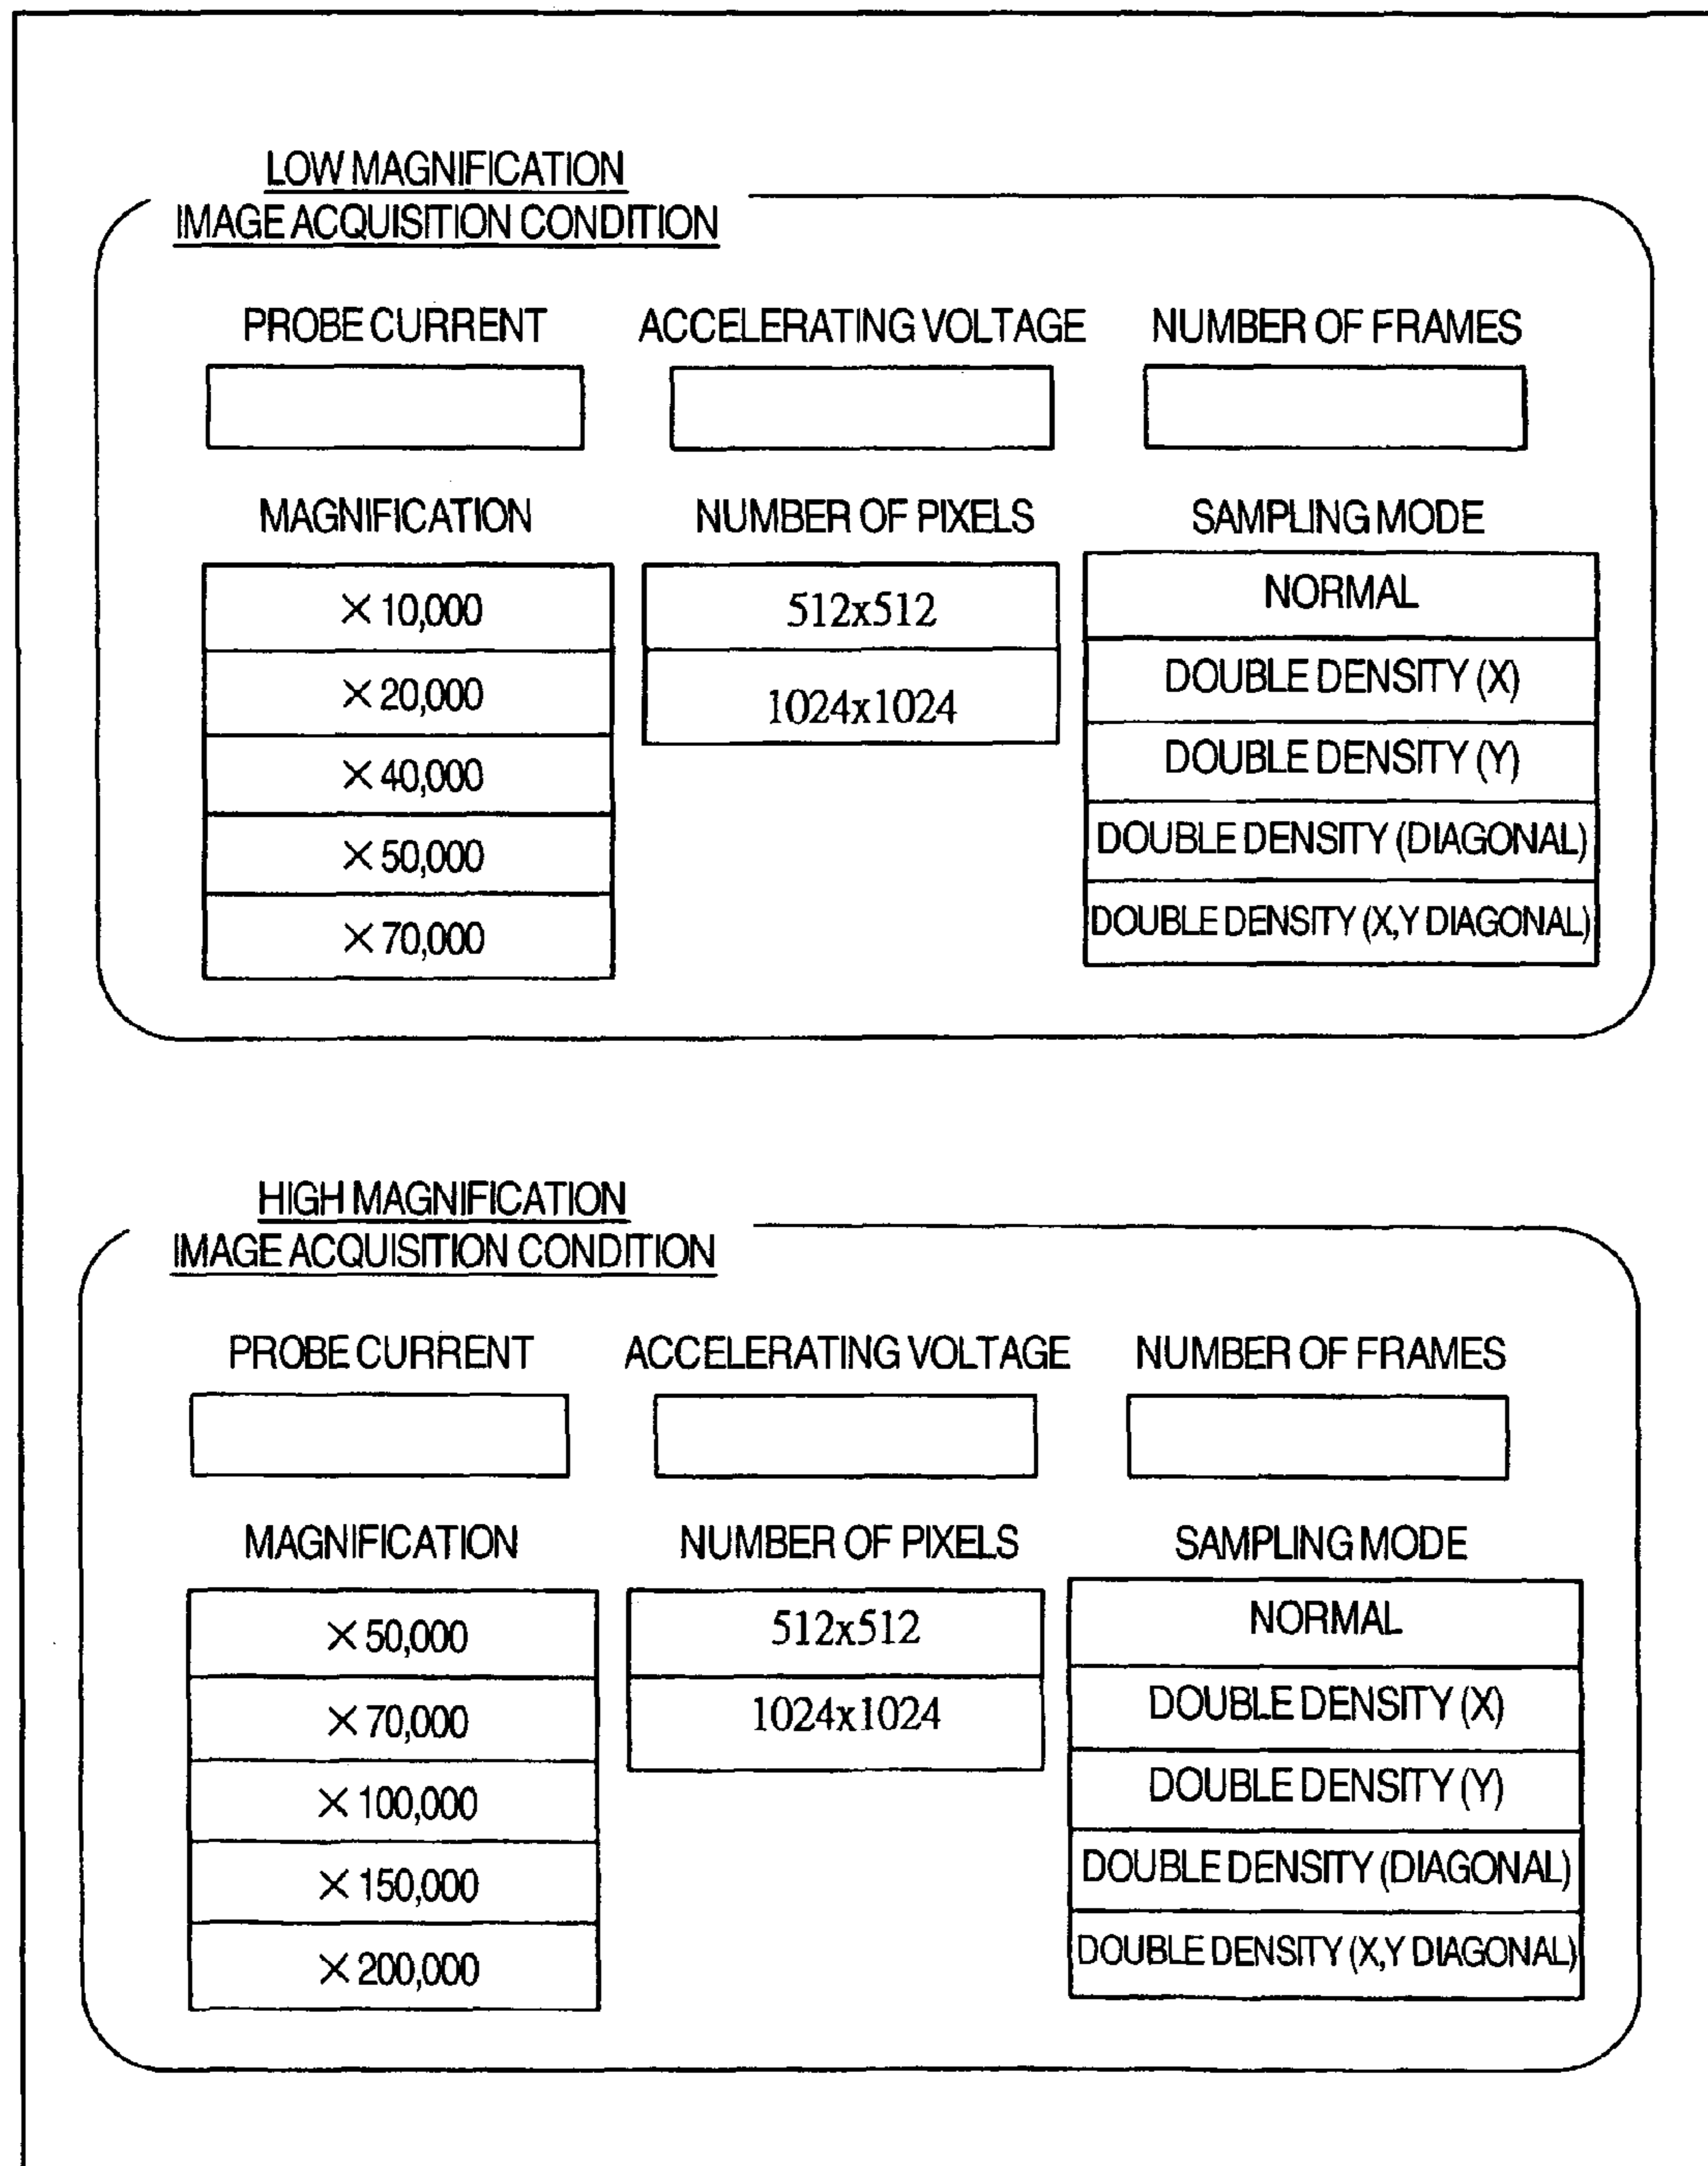 LOW MAGNIFICATION
IMAGE ACQUISITION CONDITION
PROBE CURRENT ACCELERATING VOLTAGE NUMBER OF FRAMES
MAGNIFICATION NUMBER OF PIXELS SAMPLING MODE
×10,000 512x512 NORMAL
×20,000 1024x1024 DOUBLE DENSITY (X)
×40,000 DOUBLE DENSITY (Y)
×50,000 DOUBLE DENSITY (DIAGONAL)
×70,000 DOUBLE DENSITY (X,Y DIAGONAL)
HIGH MAGNIFICATION
IMAGE ACQUISITION CONDITION
PROBE CURRENT ACCELERATING VOLTAGE NUMBER OF FRAMES
MAGNIFICATION NUMBER OF PIXELS SAMPLING MODE
×50,000 512x512 NORMAL
×70,000 1024x1024 DOUBLE DENSITY (X)
×100,000 DOUBLE DENSITY (Y)
×150,000 DOUBLE DENSITY (DIAGONAL)
×200,000 DOUBLE DENSITY (X,Y DIAGONAL)